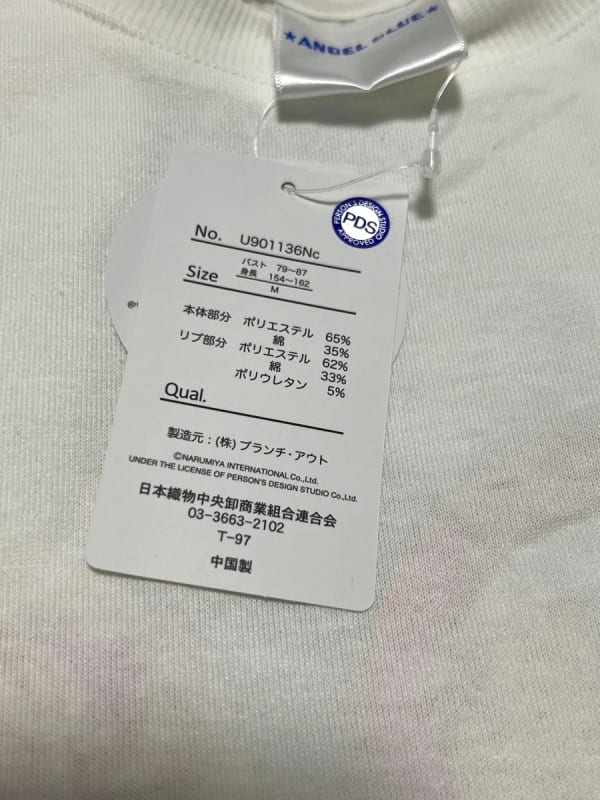 ★ANGEL BLUE★
PERSON'S DESIGN STUDIO
PDS
APPROVED
No. U901136Nc
バスト 79〜87
Size 身長 154〜162
M
本体部分 ポリエステル 65%
綿 35%
リブ部分 ポリエステル 62%
綿 33%
ポリウレタン 5%
Qual.
製造元：(株)ブランチ・アウト
©NARUMIYA INTERNATIONAL Co.,Ltd.
UNDER THE LICENSE OF PERSON'S DESIGN STUDIO Co.,Ltd.
日本織物中央卸商業組合連合会
03-3663-2102
T-97
中国製